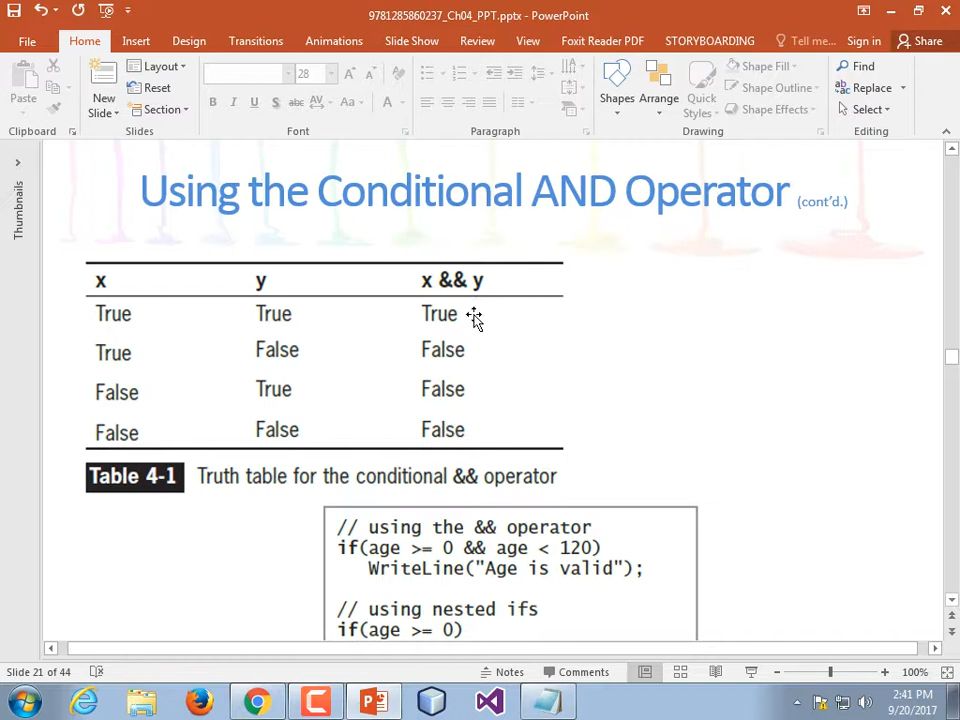 9781285860237_Ch04_PPT.pptx - PowerPoint
File Home Insert Design Transitions Animations Slide Show Review View Foxit Reader PDF STORYBOARDING Tell me... Sign in Share
Paste
New Slide
Layout
Reset
Section
28
B I U S abc AV Aa A
Shapes
Arrange
Quick Styles
Shape Fill
Shape Outline
Shape Effects
Find
Replace
Select
Clipboard Slides Font Paragraph Drawing Editing
Thumbnails
Using the Conditional AND Operator (cont'd.)
x y x && y
True True True
True False False
False True False
False False False
Table 4-1 Truth table for the conditional && operator
// using the && operator
if(age >= 0 && age < 120)
WriteLine("Age is valid");
// using nested ifs
if(age >= 0)
Slide 21 of 44 Notes Comments 100%
2:41 PM
9/20/2017